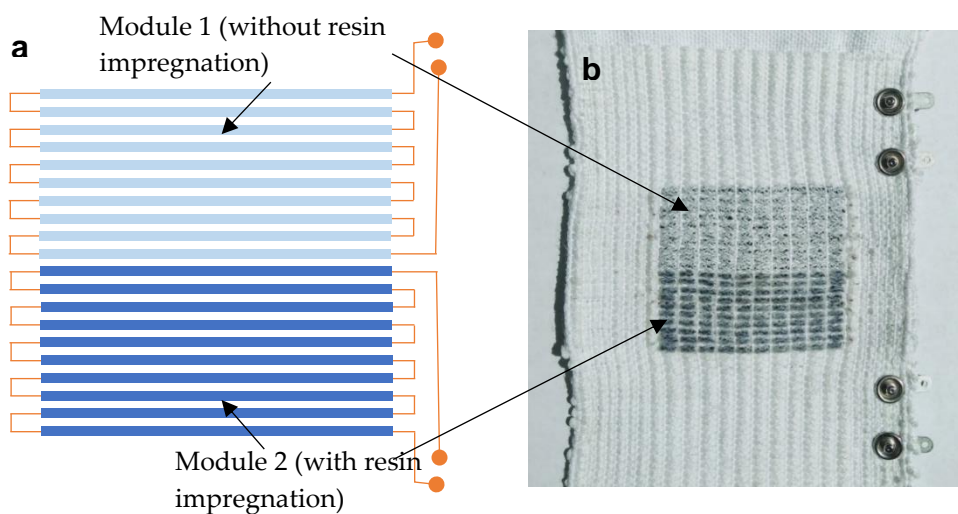 a
Module 1 (without resin
impregnation)
b
Module 2 (with resin
impregnation)